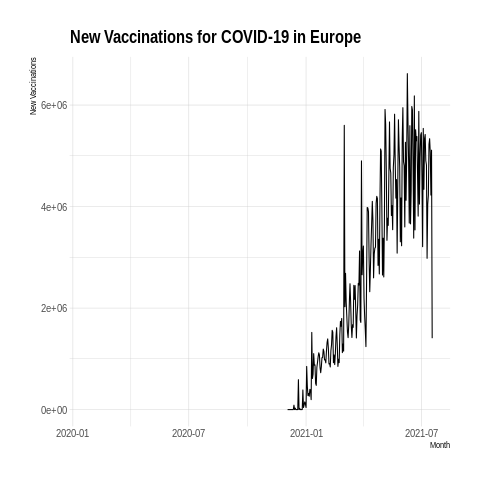 New Vaccinations for COVID-19 in Europe
New Vaccinations
6e+06
4e+06
2e+06
0e+00
2020-01
2020-07
2021-01
2021-07
Month